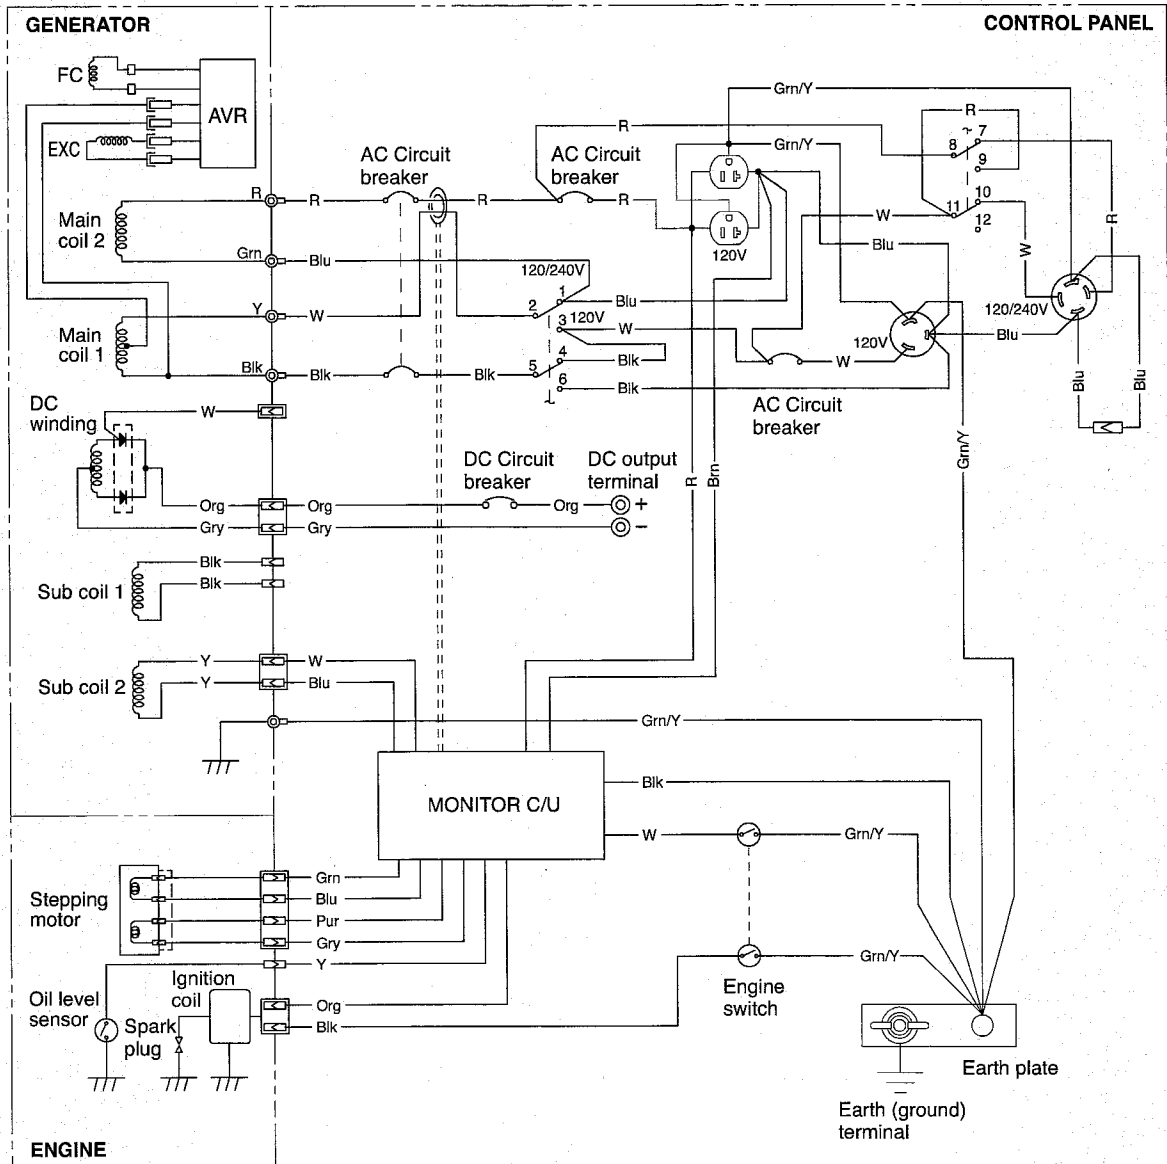 GENERATOR
CONTROL PANEL
FC
AVR
EXC
Grn/Y
R
R
7
8
9
Grn/Y
AC Circuit
breaker
AC Circuit
breaker
R
R
R
R
10
11
12
Main
coil 2
W
R
W
Blu
120V
Grn
Blu
120/240V
1
2
Blu
120/240V
Y
W
3
120V
W
Blu
120V
Main
coil 1
4
5
6
Blk
W
Blk
Blk
Blk
Blk
Blu
Blu
DC
winding
W
AC Circuit
breaker
Grn/Y
DC Circuit
breaker
DC output
terminal
R
Brn
Org
Org
Org
+
Gry
Gry
−
Blk
Blk
Sub coil 1
Y
W
Sub coil 2
Y
Blu
Grn/Y
MONITOR C/U
Blk
W
Grn/Y
Stepping
motor
Grn
Blu
Pur
Gry
Y
Grn/Y
Engine
switch
Ignition
coil
Oil level
sensor
Spark
plug
Org
Blk
Earth plate
Earth (ground)
terminal
ENGINE